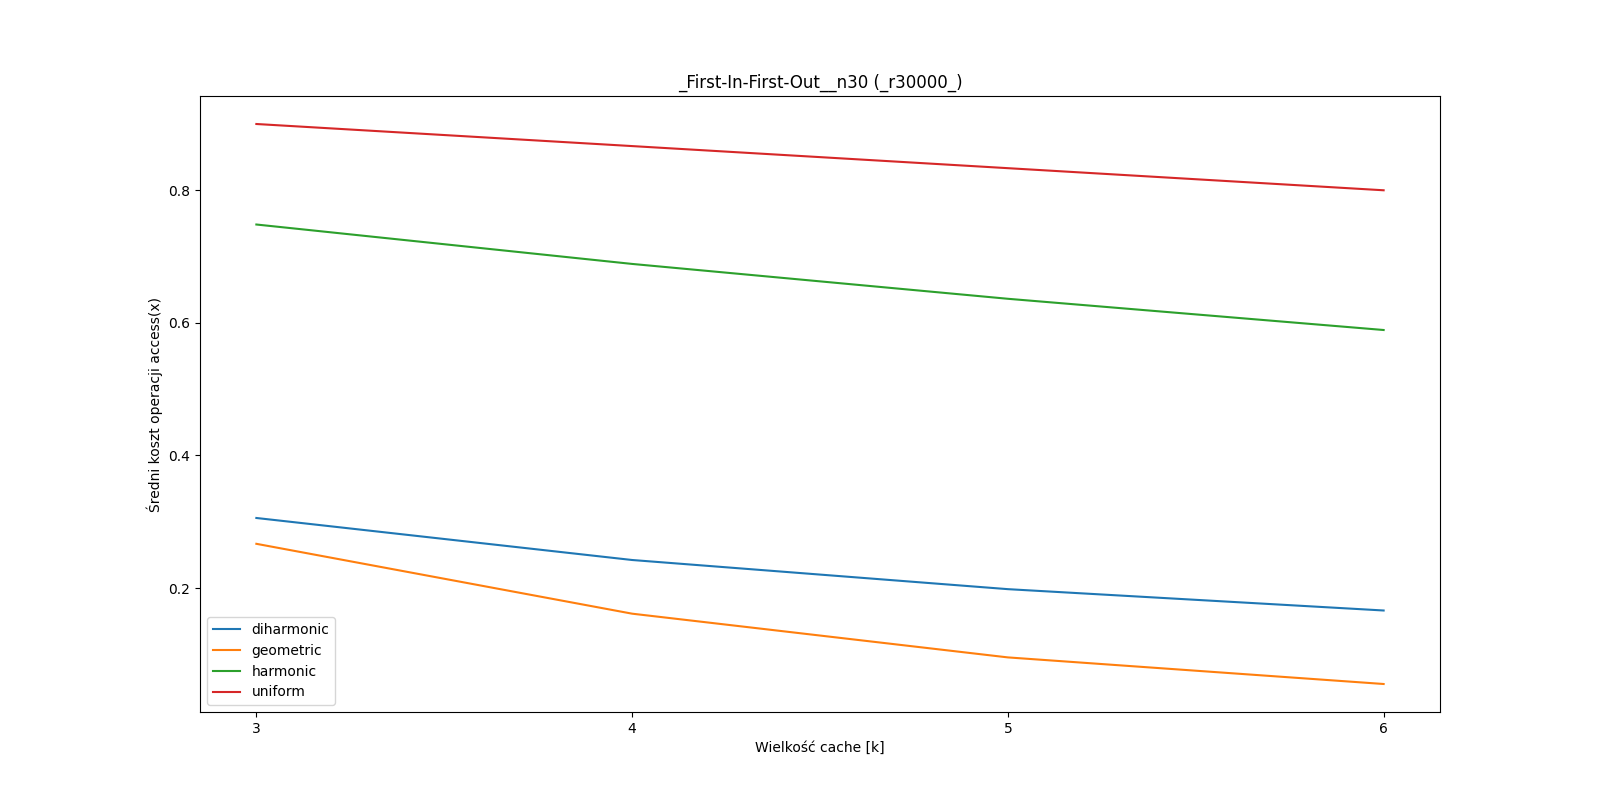 _First-In-First-Out__n30 (_r30000_)
Średni koszt operacji access(x)
0.8
0.6
0.4
0.2
diharmonic
geometric
harmonic
uniform
3 4 5 6
Wielkość cache [k]